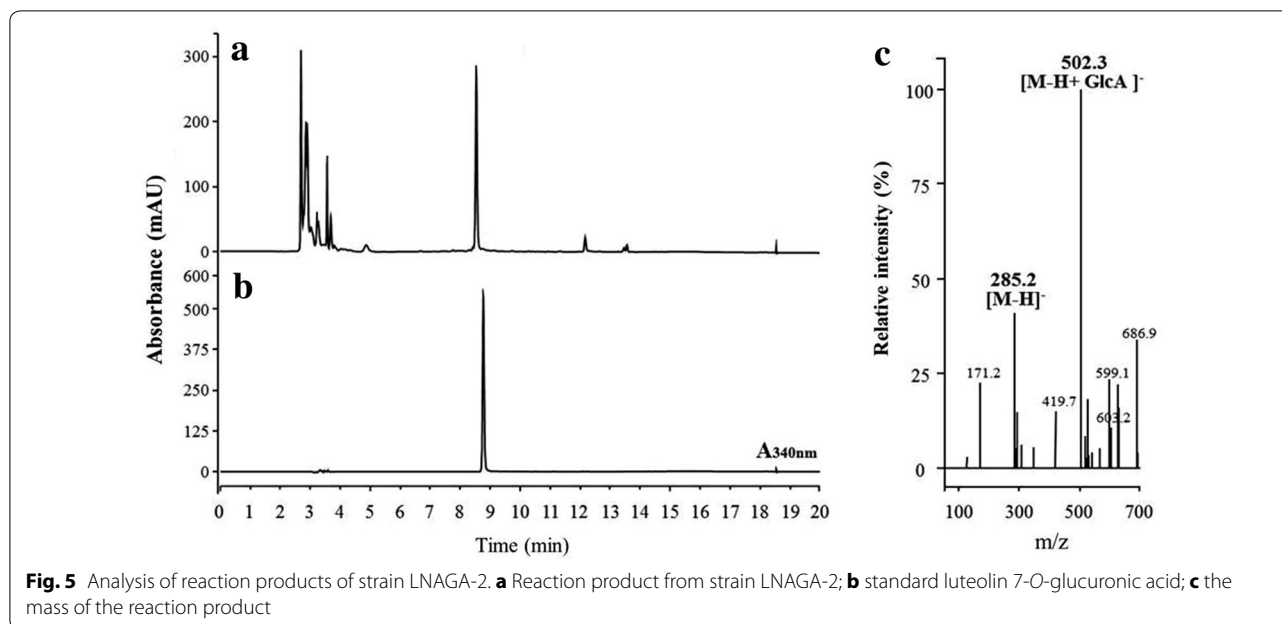 a
300
200
100
0
b
600
500
375
250
125
0
A340nm
Absorbance (mAU)
0 1 2 3 4 5 6 7 8 9 10 11 12 13 14 15 16 17 18 19 20
Time (min)
c
502.3
[M-H+ GlcA ]-
100
75
50
25
0
285.2
[M-H]-
171.2
419.7
599.1
603.2
686.9
Relative intensity (%)
100 300 500 700
m/z
Fig. 5 Analysis of reaction products of strain LNAGA-2. a Reaction product from strain LNAGA-2; b standard luteolin 7-O-glucuronic acid; c the
mass of the reaction product